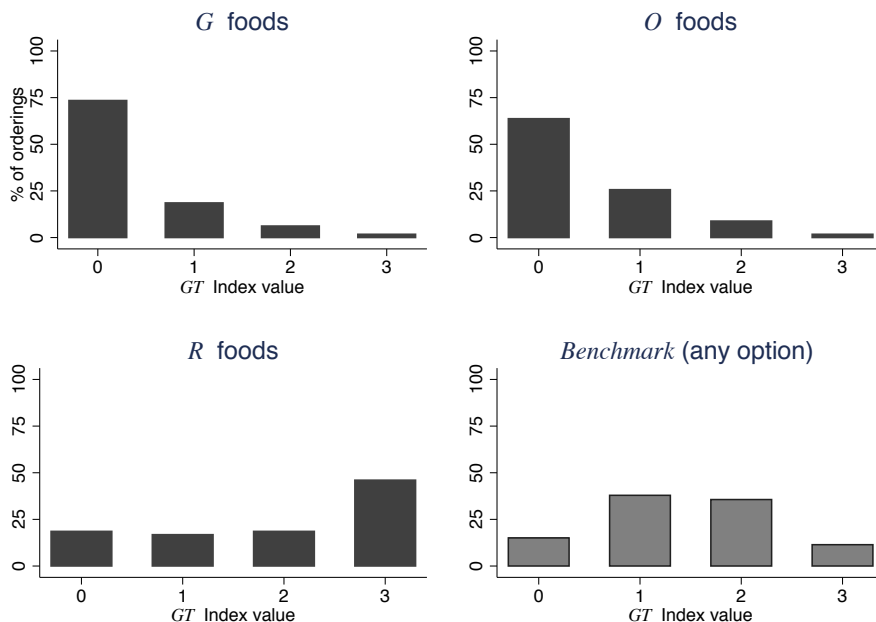 G foods
% of orderings
100
75
50
25
0
0 1 2 3
GT Index value
O foods
100
75
50
25
0
0 1 2 3
GT Index value
R foods
100
75
50
25
0
0 1 2 3
GT Index value
Benchmark (any option)
100
75
50
25
0
0 1 2 3
GT Index value